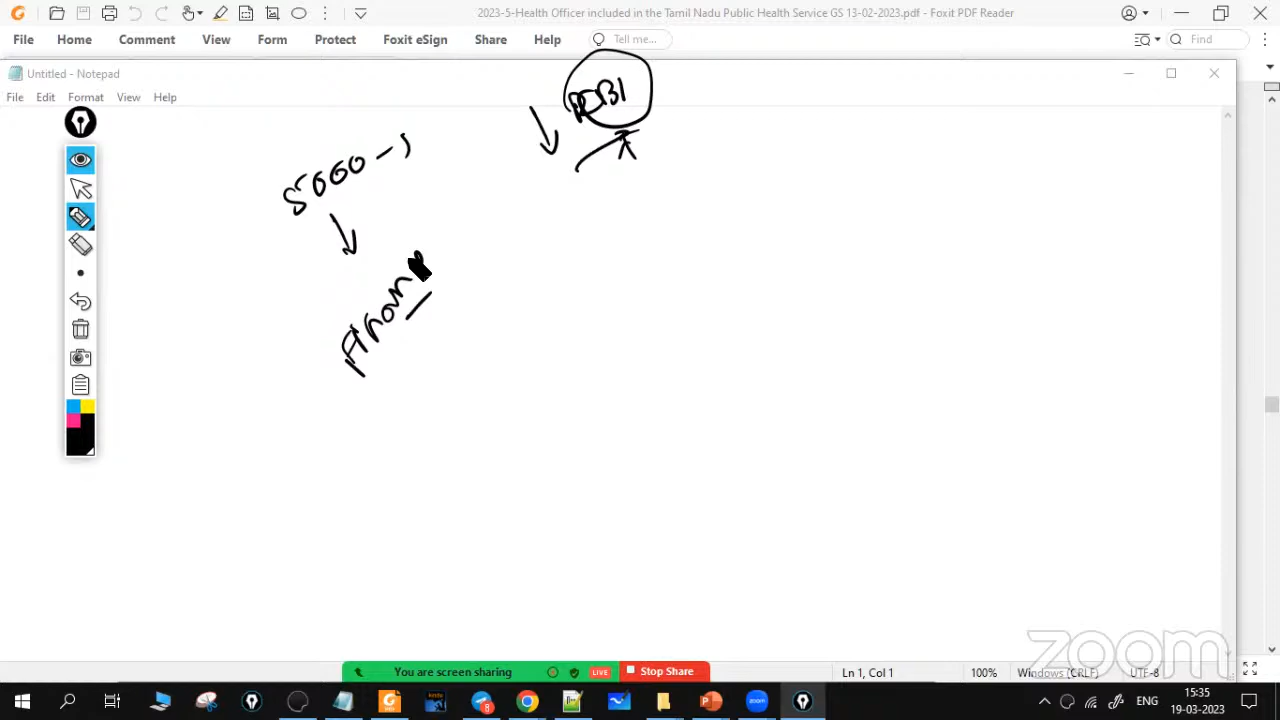 2023-5-Health Officer included in the Tamil Nadu Public Health Service GS 13-02-2023.pdf - Foxit PDF Reader
File Home Comment View Form Protect Foxit eSign Share Help Tell me... Find
Untitled - Notepad
File Edit Format View Help
RBI
5000 -
zoom
You are screen sharing LIVE Stop Share
Ln 1, Col 1 100% Windows (CRLF) UTF-8
ENG 15:35
19-03-2023